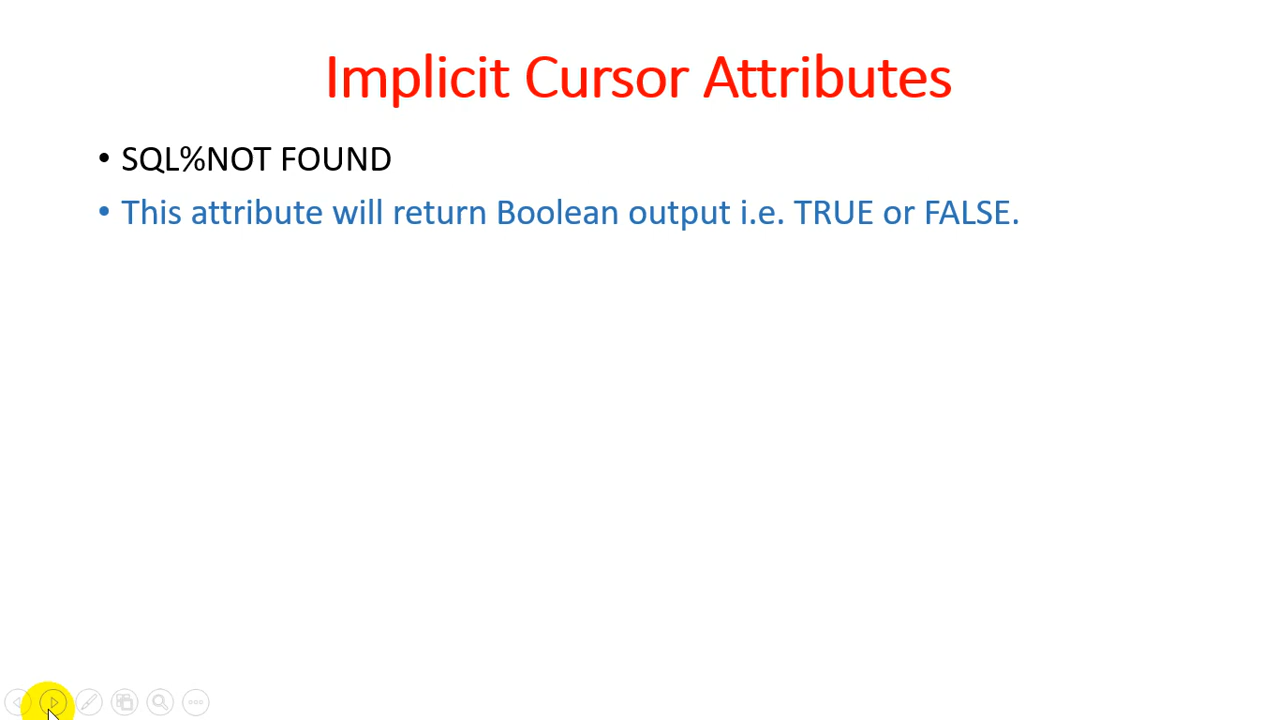 Implicit Cursor Attributes
• SQL%NOT FOUND
• This attribute will return Boolean output i.e. TRUE or FALSE.